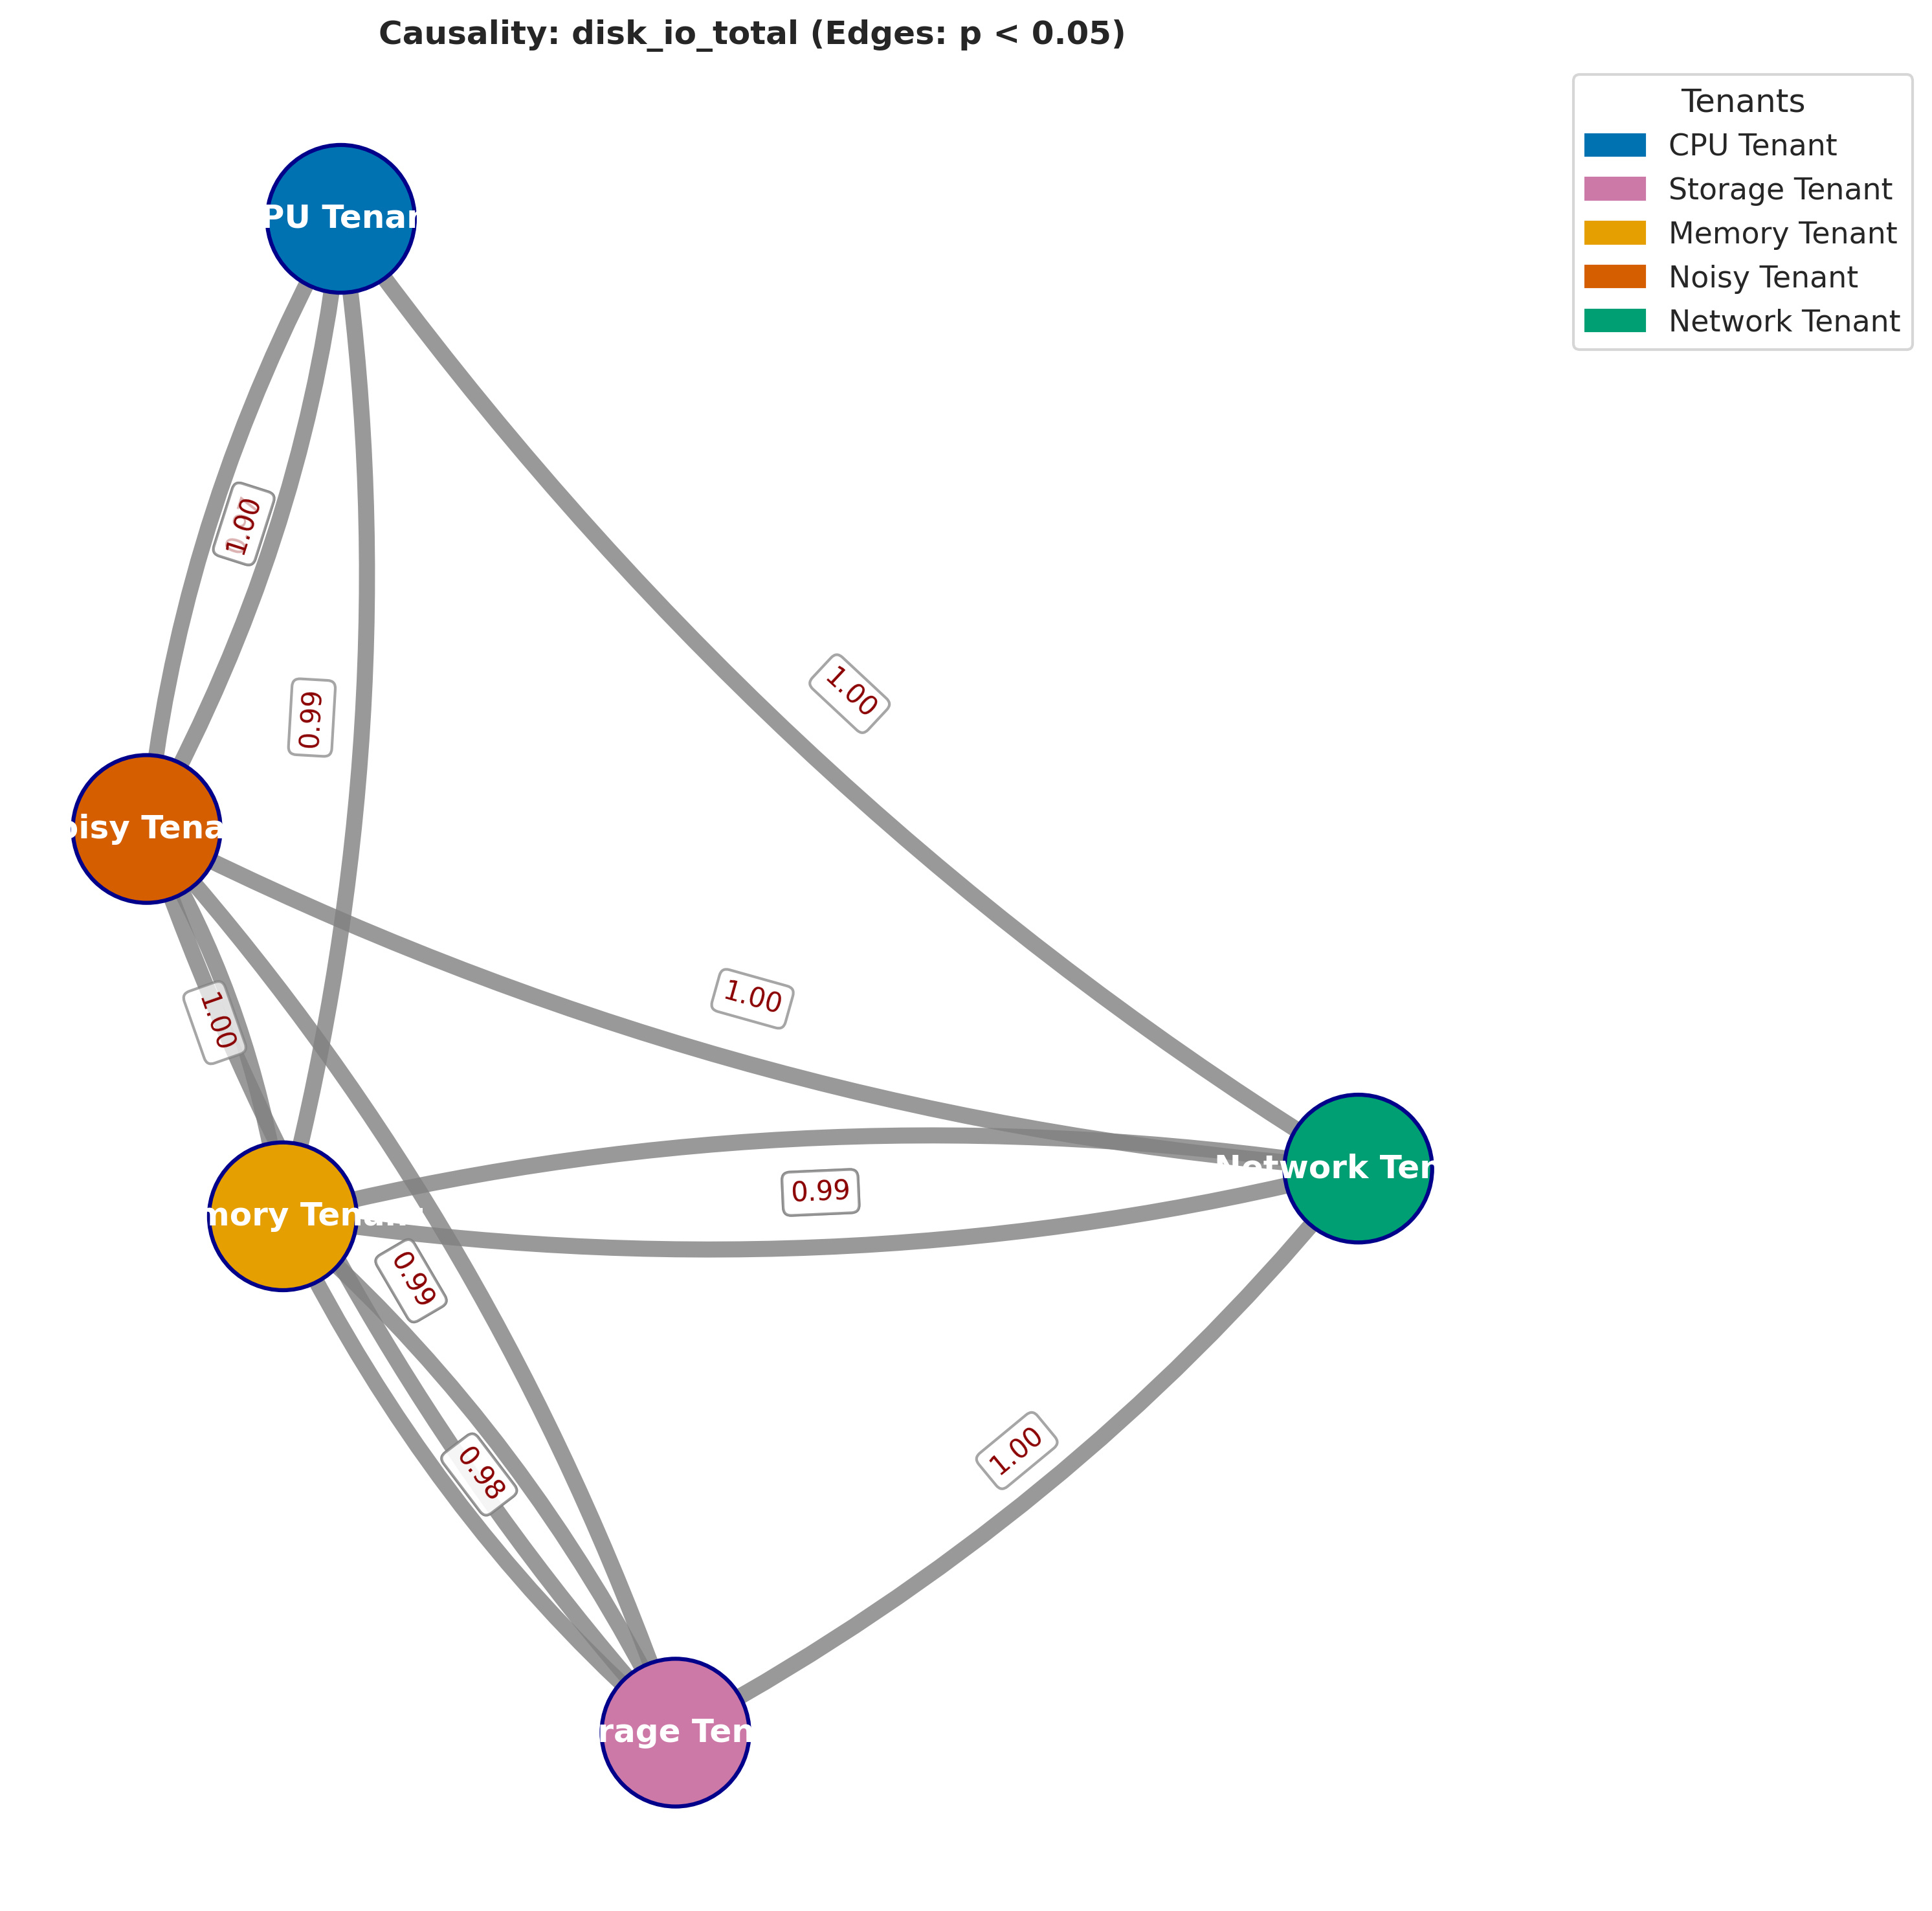 Causality: disk_io_total (Edges: p < 0.05)
Tenants
CPU Tenant
Storage Tenant
Memory Tenant
Noisy Tenant
Network Tenant
PU Tenan
1.00
0.99
1.00
oisy Tena
1.00
1.00
Network Ten
0.99
mory Tenant
0.99
0.98
1.00
rage Ten